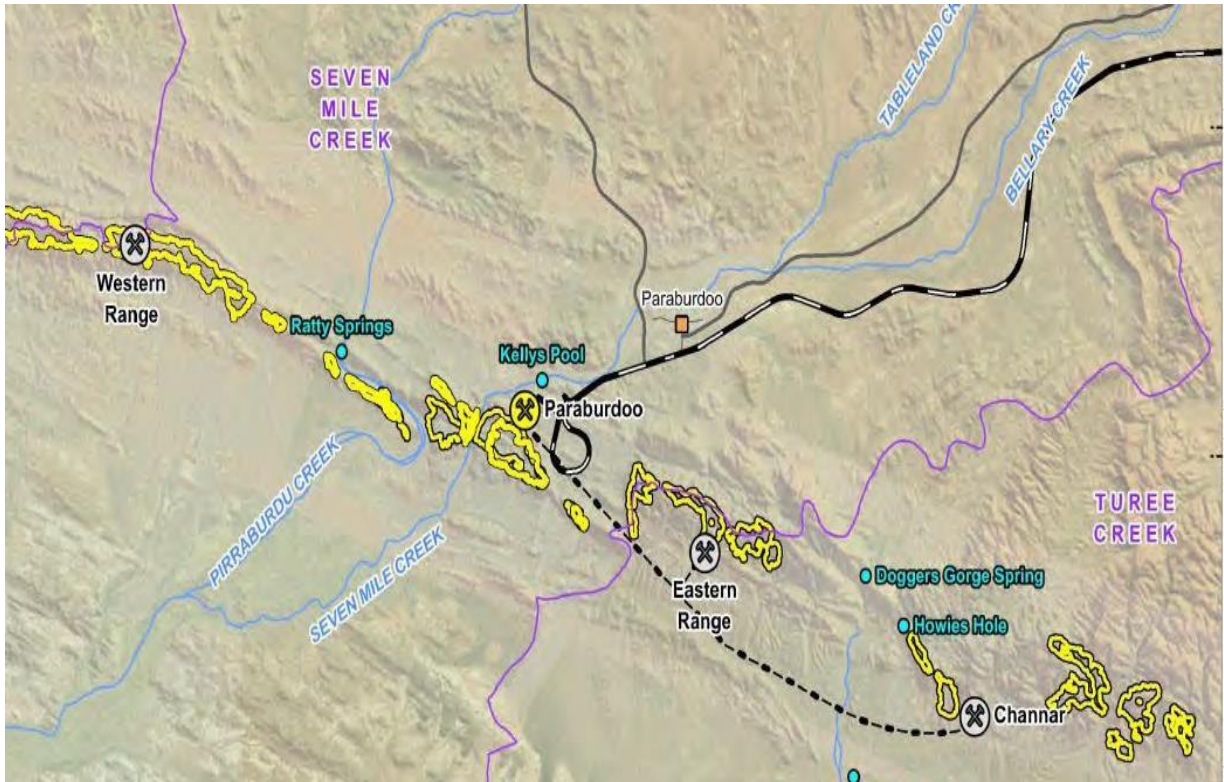 SEVEN
MILE
CREEK
TABLELAND CR
BELLARY CREEK
Western
Range
Ratty Springs
Paraburdoo
Kellys Pool
Paraburdoo
PIRRABURDU CREEK
SEVEN MILE CREEK
TUREE
CREEK
Eastern
Range
Doggers Gorge Spring
Howies Hole
Channar